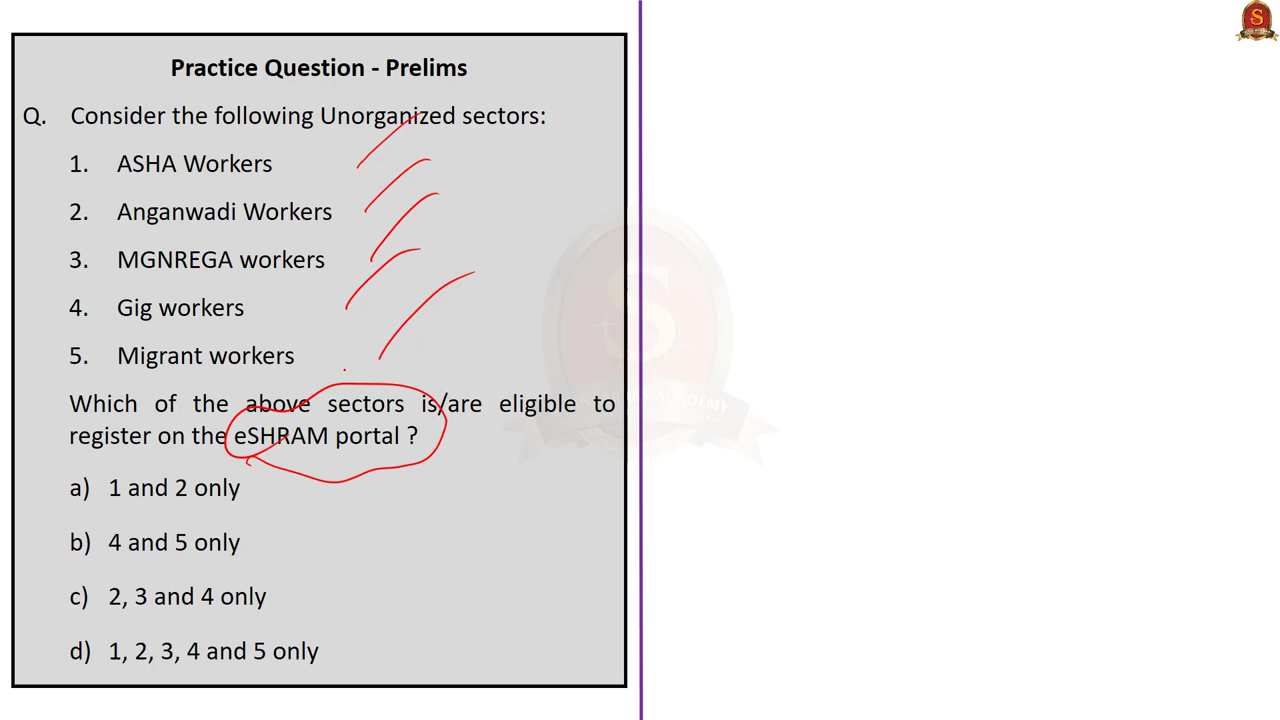 Practice Question - Prelims
Q. Consider the following Unorganized sectors:
1. ASHA Workers
2. Anganwadi Workers
3. MGNREGA workers
4. Gig workers
5. Migrant workers
Which of the above sectors is/are eligible to
register on the eSHRAM portal ?
a) 1 and 2 only
b) 4 and 5 only
c) 2, 3 and 4 only
d) 1, 2, 3, 4 and 5 only
S
S